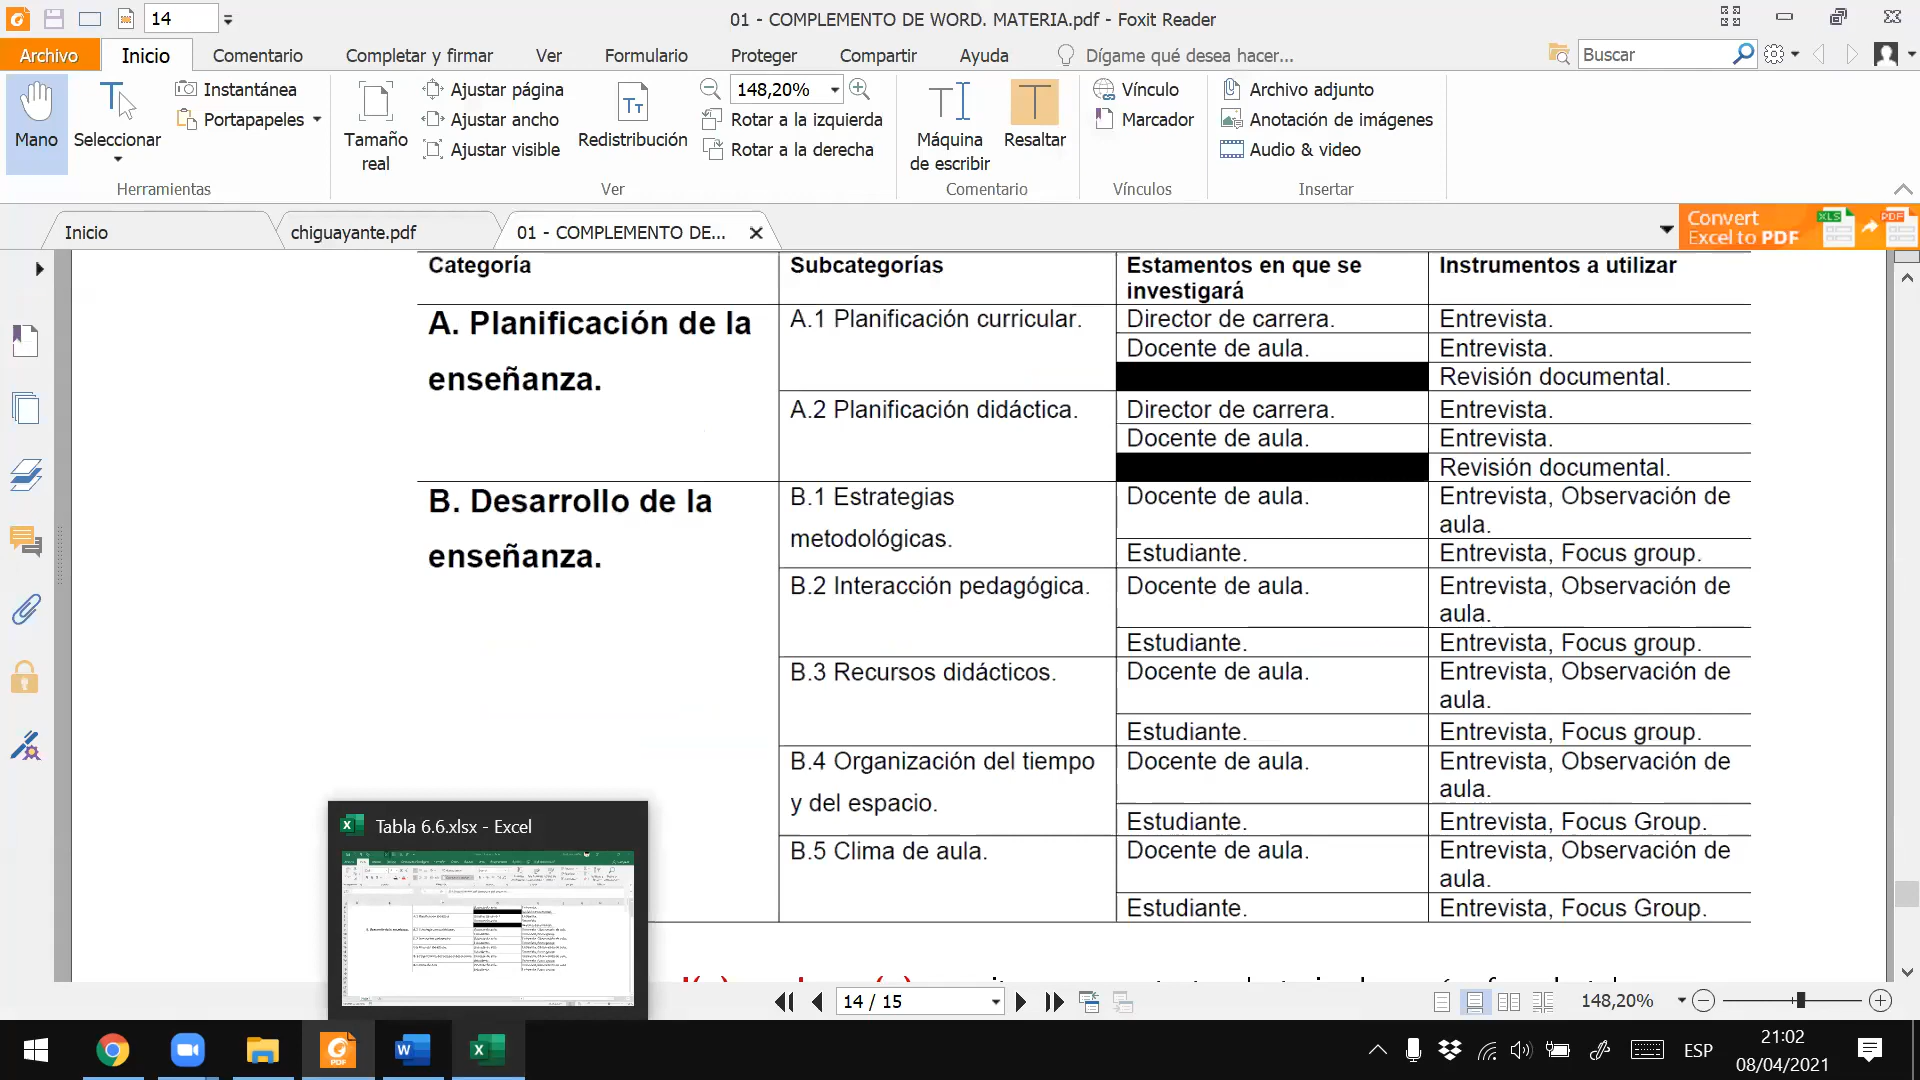 14
01 - COMPLEMENTO DE WORD. MATERIA.pdf - Foxit Reader
Archivo
Inicio
Comentario
Completar y firmar
Ver
Formulario
Proteger
Compartir
Ayuda
Dígame qué desea hacer...
Buscar
Mano
Seleccionar
Instantánea
Portapapeles
Herramientas
Tamaño
real
Ajustar página
Ajustar ancho
Ajustar visible
Redistribución
148,20%
Rotar a la izquierda
Rotar a la derecha
Ver
Máquina
de escribir
Resaltar
Comentario
Vínculo
Marcador
Vínculos
Archivo adjunto
Anotación de imágenes
Audio & video
Insertar
Inicio
chiguayante.pdf
01 - COMPLEMENTO DE...
Convert
Excel to PDF
XLS
PDF
Categoría
Subcategorías
Estamentos en que se
investigará
Instrumentos a utilizar
A. Planificación de la
enseñanza.
A.1 Planificación curricular.
Director de carrera.
Entrevista.
Docente de aula.
Entrevista.
Revisión documental.
A.2 Planificación didáctica.
Director de carrera.
Entrevista.
Docente de aula.
Entrevista.
Revisión documental.
B. Desarrollo de la
enseñanza.
B.1 Estrategias
metodológicas.
Docente de aula.
Entrevista, Observación de
aula.
Estudiante.
Entrevista, Focus group.
B.2 Interacción pedagógica.
Docente de aula.
Entrevista, Observación de
aula.
Estudiante.
Entrevista, Focus group.
B.3 Recursos didácticos.
Docente de aula.
Entrevista, Observación de
aula.
Estudiante.
Entrevista, Focus group.
B.4 Organización del tiempo
y del espacio.
Docente de aula.
Entrevista, Observación de
aula.
Estudiante.
Entrevista, Focus Group.
B.5 Clima de aula.
Docente de aula.
Entrevista, Observación de
aula.
Estudiante.
Entrevista, Focus Group.
Tabla 6.6.xlsx - Excel
14 / 15
148,20%
PDF
ESP
21:02
08/04/2021